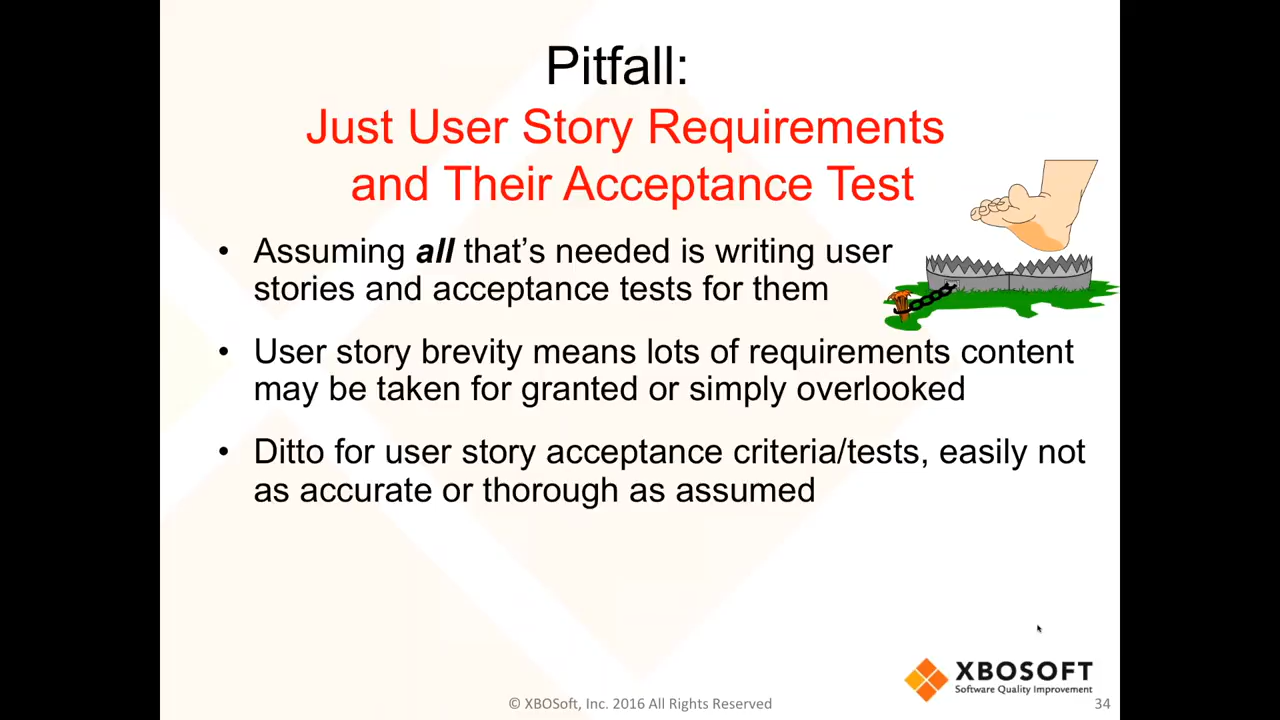 Pitfall:
Just User Story Requirements
and Their Acceptance Test
• Assuming all that’s needed is writing user
stories and acceptance tests for them
• User story brevity means lots of requirements content
may be taken for granted or simply overlooked
• Ditto for user story acceptance criteria/tests, easily not
as accurate or thorough as assumed
XBOSOFT
Software Quality Improvement
© XBOSoft, Inc. 2016 All Rights Reserved
34